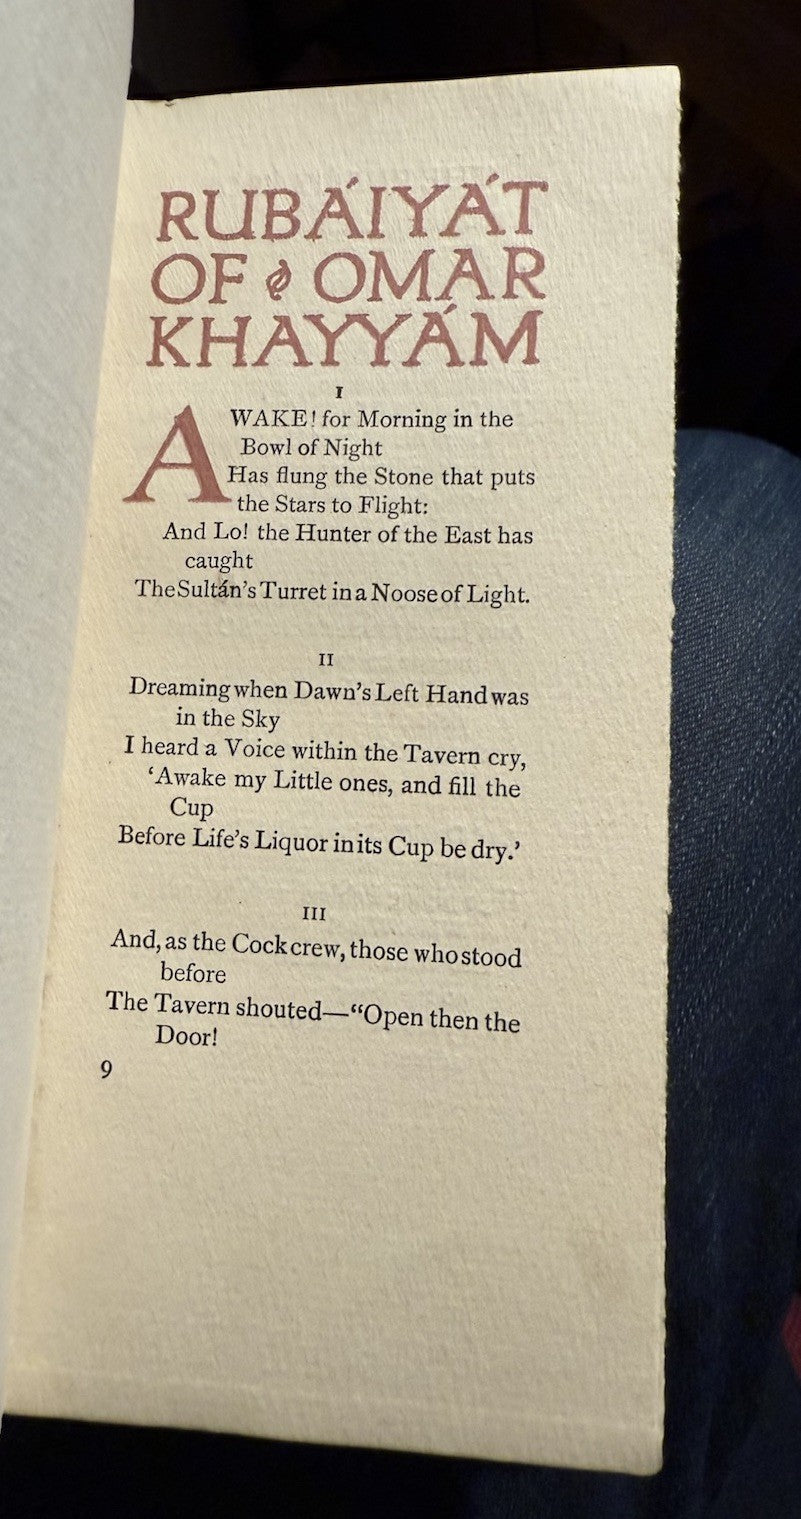 RUBÁIYÁT
OF OMAR
KHAYYÁM
I
AWAKE! for Morning in the
Bowl of Night
Has flung the Stone that puts
the Stars to Flight:
And Lo! the Hunter of the East has
caught
The Sultán's Turret in a Noose of Light.
II
Dreaming when Dawn's Left Hand was
in the Sky
I heard a Voice within the Tavern cry,
‘Awake my Little ones, and fill the
Cup
Before Life's Liquor in its Cup be dry.’
III
And, as the Cock crew, those who stood
before
The Tavern shouted—“Open then the
Door!
9